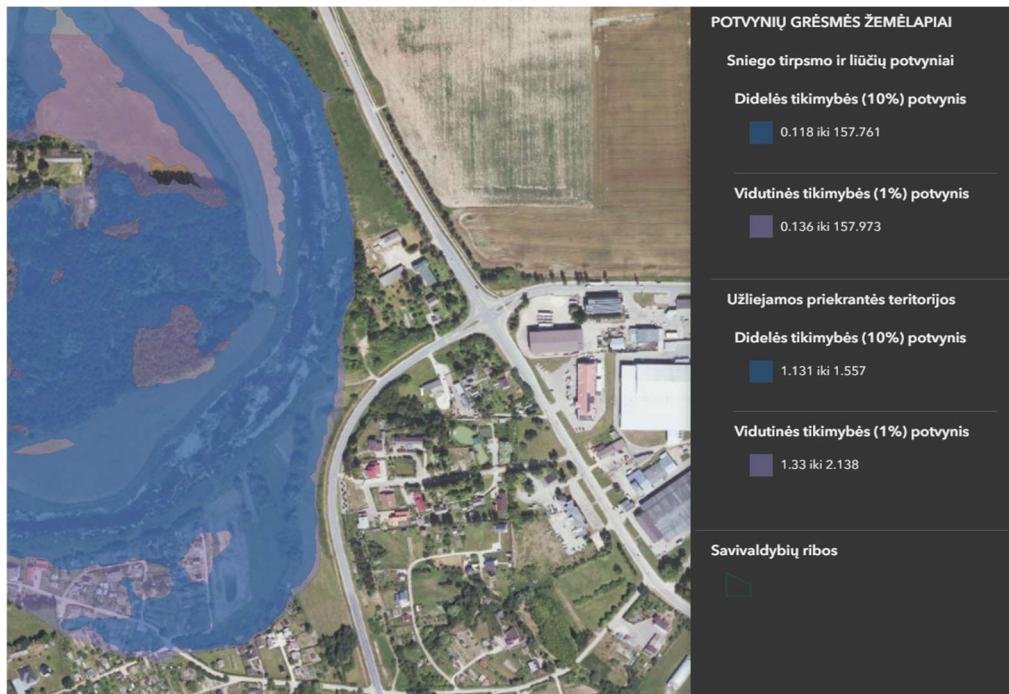 POTVYNIŲ GRĖSMĖS ŽEMĖLAPIAI
Sniego tirpsmo ir liūčių potvyniai
Didelės tikimybės (10%) potvynis
0.118 iki 157.761
Vidutinės tikimybės (1%) potvynis
0.136 iki 157.973
Užliejamos priekrantės teritorijos
Didelės tikimybės (10%) potvynis
1.131 iki 1.557
Vidutinės tikimybės (1%) potvynis
1.33 iki 2.138
Savivaldybių ribos